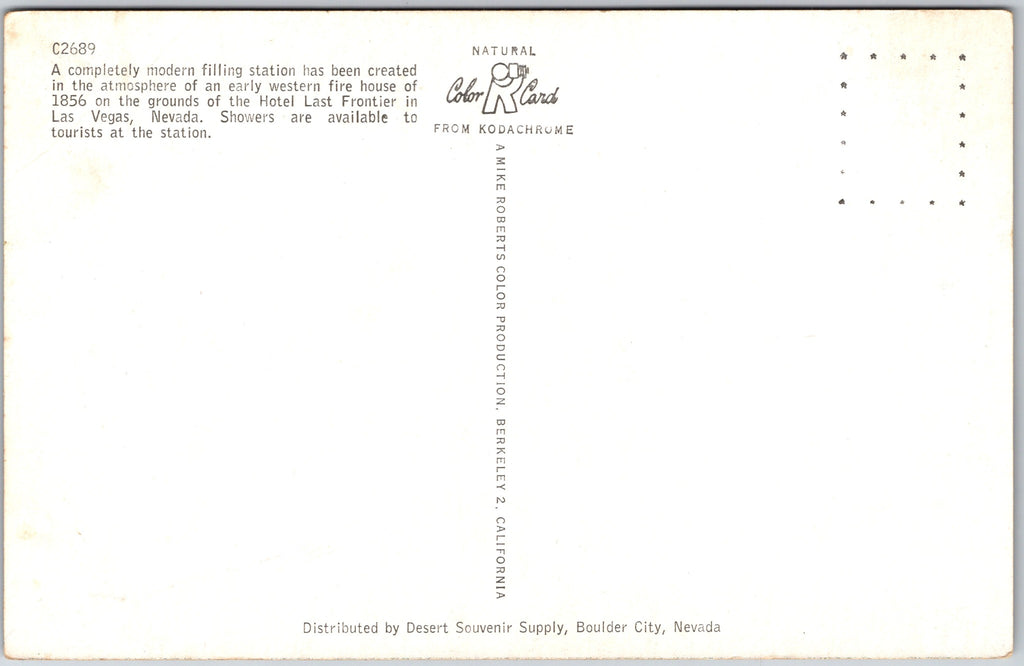 C2689
A completely modern filling station has been created
in the atmosphere of an early western fire house of
1856 on the grounds of the Hotel Last Frontier in
Las Vegas, Nevada. Showers are available to
tourists at the station.
NATURAL
Color Card
FROM KODACHROME
A MIKE ROBERTS COLOR PRODUCTION, BERKELEY 2, CALIFORNIA
Distributed by Desert Souvenir Supply, Boulder City, Nevada